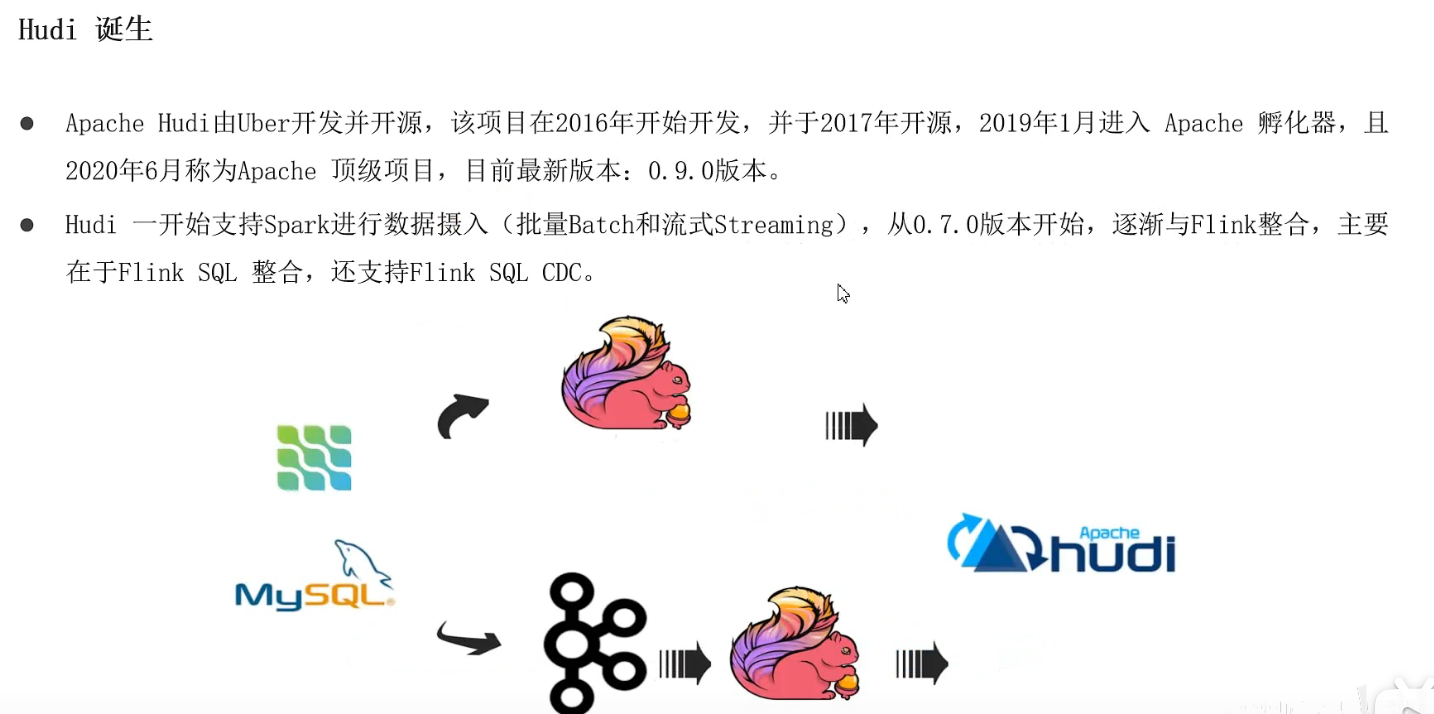 Hudi 诞生
Apache Hudi由Uber开发并开源，该项目在2016年开始开发，并于2017年开源，2019年1月进入 Apache 孵化器，且
2020年6月称为Apache 顶级项目，目前最新版本：0.9.0版本。
Hudi 一开始支持Spark进行数据摄入（批量Batch和流式Streaming），从0.7.0版本开始，逐渐与Flink整合，主要
在于Flink SQL 整合，还支持Flink SQL CDC。
Apache
hudi
MySQL®